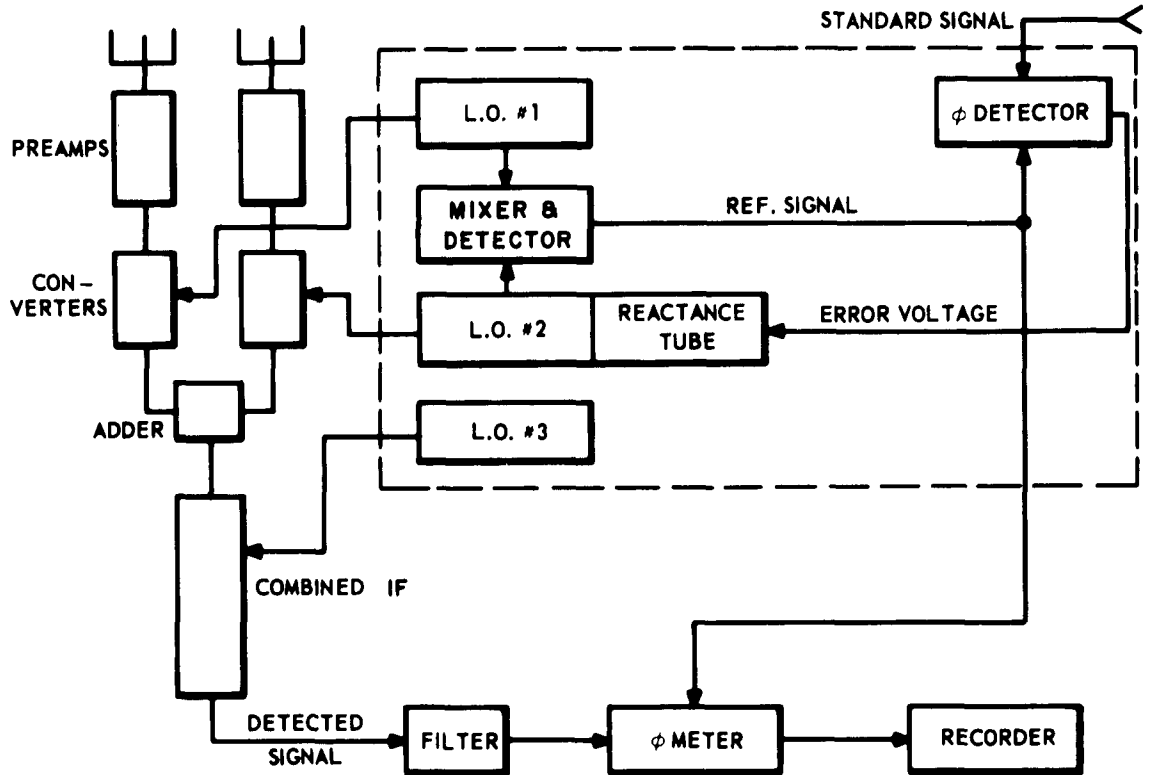 STANDARD SIGNAL
L.O. #1
φ DETECTOR
PREAMPS
MIXER &
DETECTOR
REF. SIGNAL
CON-
VERTERS
L.O. #2
REACTANCE
TUBE
ERROR VOLTAGE
ADDER
L.O. #3
COMBINED IF
DETECTED
SIGNAL
FILTER
φ METER
RECORDER